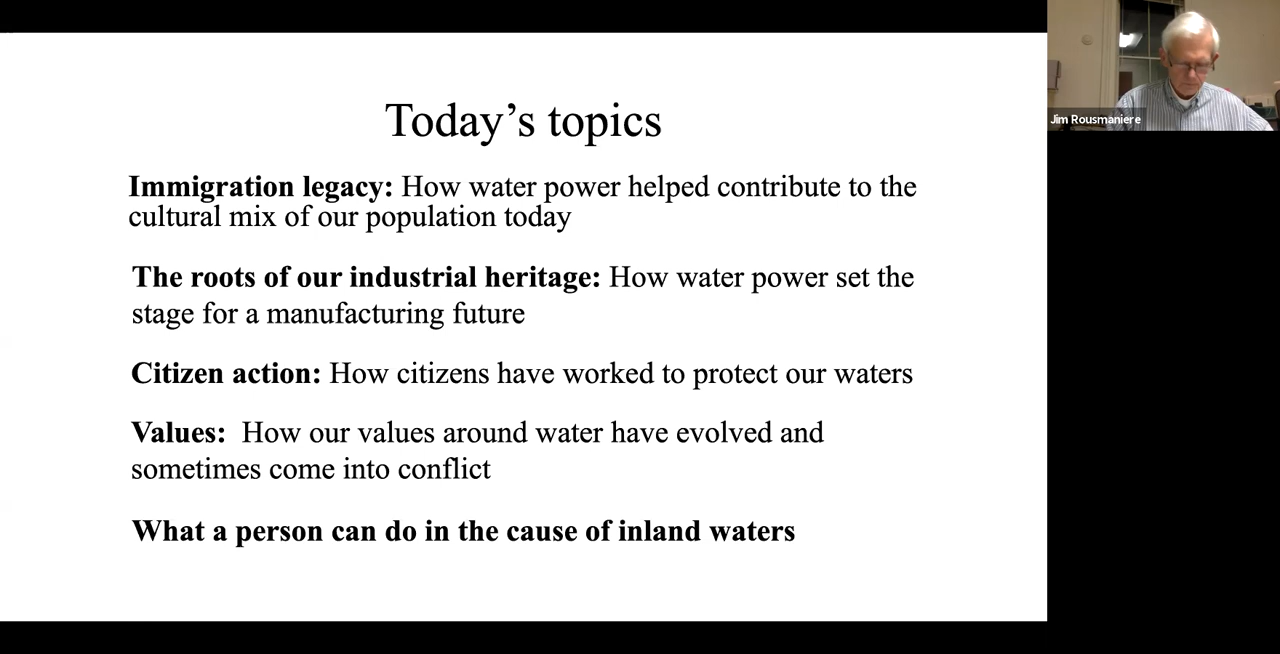 Today’s topics
Immigration legacy: How water power helped contribute to the
cultural mix of our population today
The roots of our industrial heritage: How water power set the
stage for a manufacturing future
Citizen action: How citizens have worked to protect our waters
Values:  How our values around water have evolved and
sometimes come into conflict
What a person can do in the cause of inland waters
Jim Rousmaniere